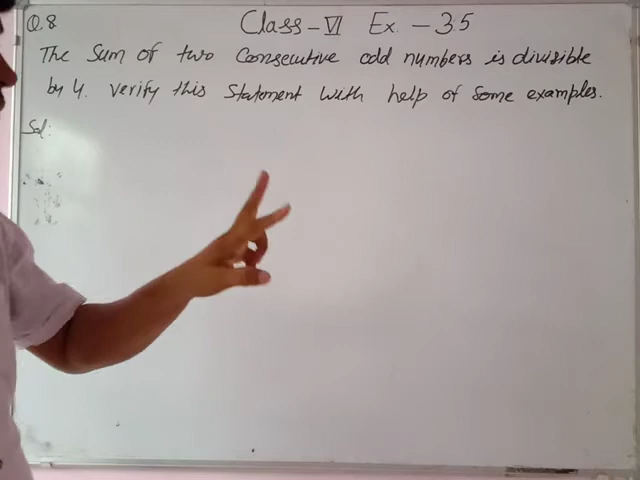 Q.8 Class-VI Ex.-3.5
The Sum of two Consecutive odd numbers is divisible
by 4. Verify this Statement with help of Some examples.
Sol: